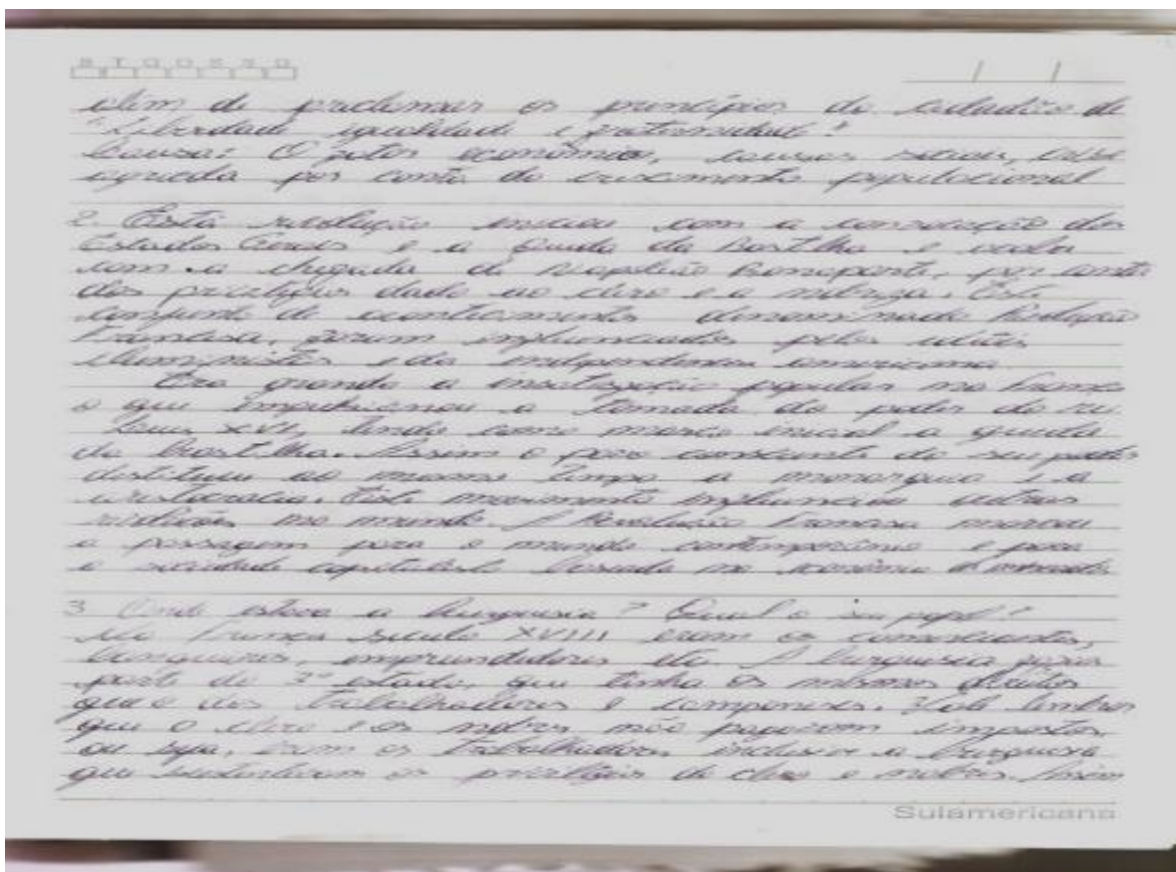 S T Q Q S S D
/ /
além de proclamar os princípios de cidadãos de
"Liberdade igualdade e fraternidade"
Causa: O fator econômico, causas sociais, crise
agrícola por conta do crescimento populacional
2. Esta revolução iniciou com a convocação dos
Estados Gerais e a Queda da Bastilha e
com a chegada de Napoleão Bonaparte, por conta
dos privilégios dado ao clero e a nobreza. Este
conjunto de acontecimentos denominado Revolução
Francesa, foram influenciados pelos ideais
iluministas e da independência americana
Era grande a insatisfação popular na França
o que impulsionou a tomada do poder do rei
Luis XVI, tendo como marco inicial a queda
da Bastilha. Assim o povo consciente do seu poder
destituiu ao mesmo tempo a monarquia e a
aristocracia. Este movimento influenciou outras
no mundo. A Revolução Francesa marcou
a passagem para o mundo contemporâneo e para
a sociedade capitalista baseada na economia de mercado
3. Onde estava a burguesia? Qual o seu papel?
Na França século XVIII eram os comerciantes,
banqueiros, empreendedores etc. A burguesia fazia
parte do 3º estado, que tinha os mesmos direitos
que o dos trabalhadores e camponeses. Vale lembrar
que o clero e os nobres não pagavam impostos
ou seja, eram os trabalhadores, inclusive a burguesia
que sustentavam os privilégios do clero e nobres. Assim
Sulamericana